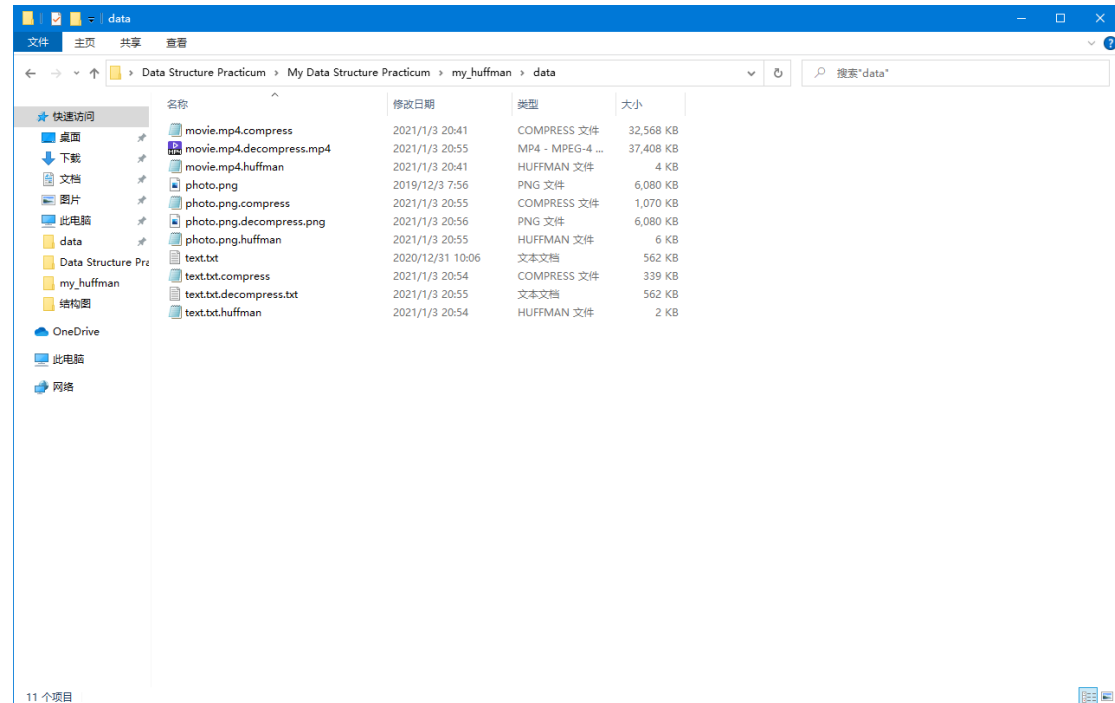 data
文件 主页 共享 查看
Data Structure Practicum › My Data Structure Practicum › my_huffman › data 搜索"data"
名称 修改日期 类型 大小
快速访问
桌面
下载
文档
图片
此电脑
data
Data Structure Pra
my_huffman
结构图
OneDrive
此电脑
网络
movie.mp4.compress 2021/1/3 20:41 COMPRESS 文件 32,568 KB
movie.mp4.decompress.mp4 2021/1/3 20:55 MP4 - MPEG-4 ... 37,408 KB
movie.mp4.huffman 2021/1/3 20:41 HUFFMAN 文件 4 KB
photo.png 2019/12/3 7:56 PNG 文件 6,080 KB
photo.png.compress 2021/1/3 20:55 COMPRESS 文件 1,070 KB
photo.png.decompress.png 2021/1/3 20:56 PNG 文件 6,080 KB
photo.png.huffman 2021/1/3 20:55 HUFFMAN 文件 6 KB
text.txt 2020/12/31 10:06 文本文档 562 KB
text.txt.compress 2021/1/3 20:54 COMPRESS 文件 339 KB
text.txt.decompress.txt 2021/1/3 20:55 文本文档 562 KB
text.txt.huffman 2021/1/3 20:54 HUFFMAN 文件 2 KB
11 个项目